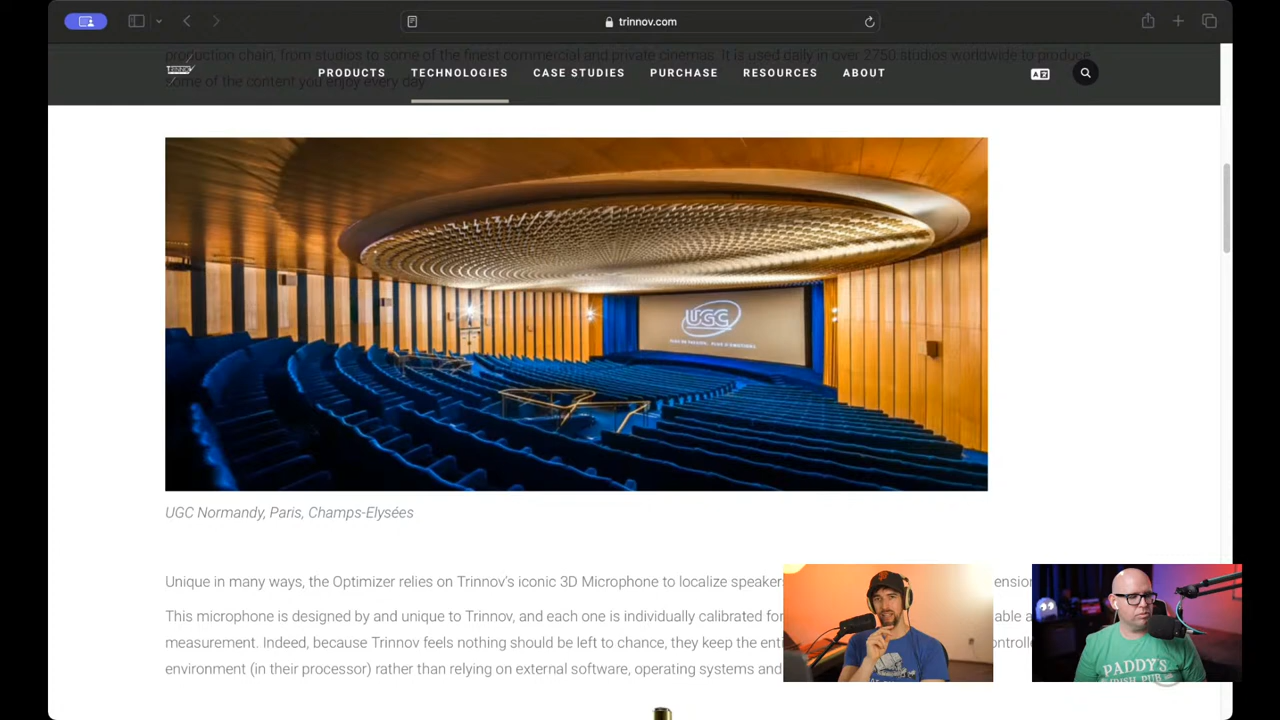 trinnov.com
production chain, from studios to some of the finest commercial and private cinemas. It is used daily in over 2750 studios worldwide to produce
TRINNOV
PRODUCTS TECHNOLOGIES CASE STUDIES PURCHASE RESOURCES ABOUT
some of the content you enjoy every day.
UGC
UGC Normandy, Paris, Champs-Elysées
Unique in many ways, the Optimizer relies on Trinnov's iconic 3D Microphone to localize speaker
This microphone is designed by and unique to Trinnov, and each one is individually calibrated for
measurement. Indeed, because Trinnov feels nothing should be left to chance, they keep the enti
environment (in their processor) rather than relying on external software, operating systems and
PADDY'S
IRISH PUB